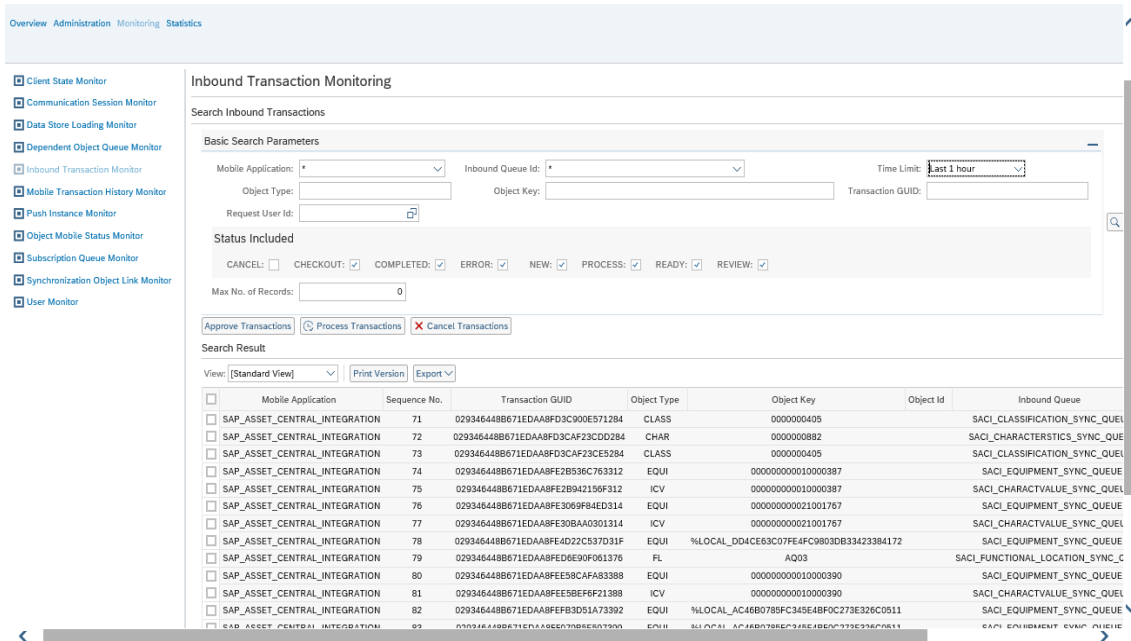 Overview Administration Monitoring Statistics
Client State Monitor
Communication Session Monitor
Data Store Loading Monitor
Dependent Object Queue Monitor
Inbound Transaction Monitor
Mobile Transaction History Monitor
Push Instance Monitor
Object Mobile Status Monitor
Subscription Queue Monitor
Synchronization Object Link Monitor
User Monitor
Inbound Transaction Monitoring
Search Inbound Transactions
Basic Search Parameters
Mobile Application: * Inbound Queue Id: * Time Limit: Last 1 hour
Object Type: Object Key: Transaction GUID:
Request User Id:
Status Included
CANCEL: CHECKOUT: COMPLETED: ERROR: NEW: PROCESS: READY: REVIEW:
Max No. of Records: 0
Approve Transactions Process Transactions Cancel Transactions
Search Result
View: [Standard View] Print Version Export
Mobile Application Sequence No. Transaction GUID Object Type Object Key Object Id Inbound Queue
SAP_ASSET_CENTRAL_INTEGRATION 71 029346448B671EDAA8FD3C900E571284 CLASS 0000000405 SACI_CLASSIFICATION_SYNC_QUEU
SAP_ASSET_CENTRAL_INTEGRATION 72 029346448B671EDAA8FD3CAF23CDD284 CHAR 0000000882 SACI_CHARACTERSTICS_SYNC_QUE
SAP_ASSET_CENTRAL_INTEGRATION 73 029346448B671EDAA8FD3CAF23CE5284 CLASS 0000000405 SACI_CLASSIFICATION_SYNC_QUEU
SAP_ASSET_CENTRAL_INTEGRATION 74 029346448B671EDAA8FE2B536C763312 EQUI 000000000010000387 SACI_EQUIPMENT_SYNC_QUEUE
SAP_ASSET_CENTRAL_INTEGRATION 75 029346448B671EDAA8FE2B942156F312 ICV 000000000010000387 SACI_CHARACTVALUE_SYNC_QUEU
SAP_ASSET_CENTRAL_INTEGRATION 76 029346448B671EDAA8FE3069F84ED314 EQUI 000000000021001767 SACI_EQUIPMENT_SYNC_QUEUE
SAP_ASSET_CENTRAL_INTEGRATION 77 029346448B671EDAA8FE30BAA0301314 ICV 000000000021001767 SACI_CHARACTVALUE_SYNC_QUEU
SAP_ASSET_CENTRAL_INTEGRATION 78 029346448B671EDAA8FE4D22C537D31F EQUI %LOCAL_DD4CE63C07FE4FC9803DB33423384172 SACI_EQUIPMENT_SYNC_QUEUE
SAP_ASSET_CENTRAL_INTEGRATION 79 029346448B671EDAA8FED6E90F061376 FL AQ03 SACI_FUNCTIONAL_LOCATION_SYNC_Q
SAP_ASSET_CENTRAL_INTEGRATION 80 029346448B671EDAA8FEE58CAFA83388 EQUI 000000000010000390 SACI_EQUIPMENT_SYNC_QUEUE
SAP_ASSET_CENTRAL_INTEGRATION 81 029346448B671EDAA8FEE5BEF6F21388 ICV 000000000010000390 SACI_CHARACTVALUE_SYNC_QUEU
SAP_ASSET_CENTRAL_INTEGRATION 82 029346448B671EDAA8FEFB3D51A73392 EQUI %LOCAL_AC46B0785FC345E4BF0C273E326C0511 SACI_EQUIPMENT_SYNC_QUEUE
SAP_ASSET_CENTRAL_INTEGRATION 83